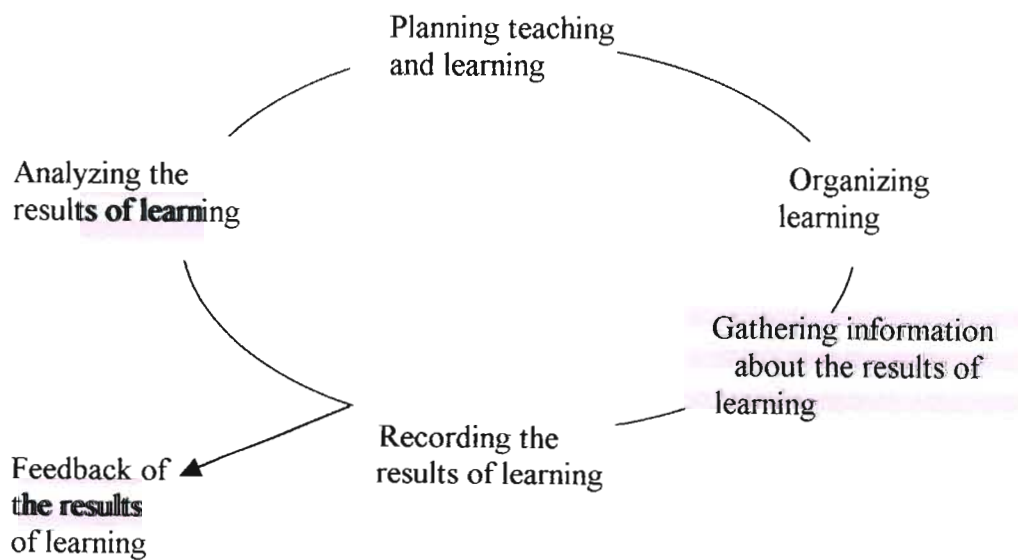 Planning teaching
and learning
Organizing
learning
Gathering information
about the results of
learning
Recording the
results of learning
Analyzing the
results of learning
Feedback of
the results
of learning